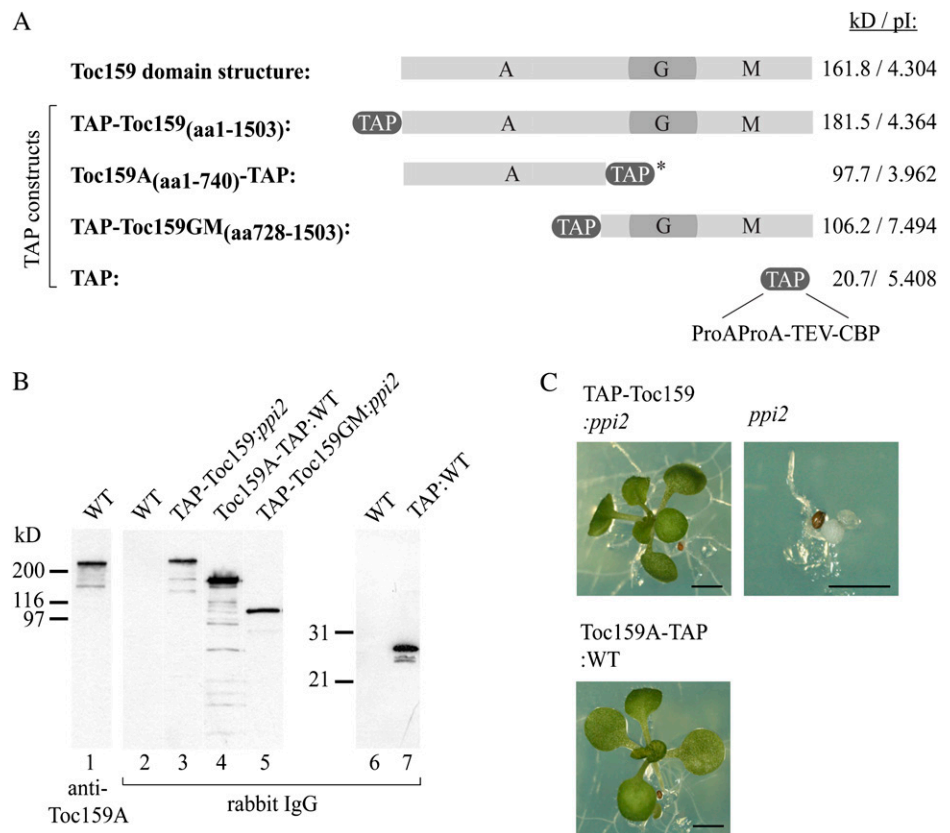 A
kD / pI:
Toc159 domain structure: A G M 161.8 / 4.304
TAP constructs
TAP-Toc159(aa1-1503): TAP A G M 181.5 / 4.364
Toc159A(aa1-740)-TAP: A TAP * 97.7 / 3.962
TAP-Toc159GM(aa728-1503): TAP G M 106.2 / 7.494
TAP: TAP 20.7/ 5.408
ProAProA-TEV-CBP
B
WT WT TAP-Toc159:ppi2 Toc159A-TAP:WT TAP-Toc159GM:ppi2 WT TAP:WT
kD
200
116
97
31
21
1 2 3 4 5 6 7
anti-
Toc159A
rabbit IgG
C
TAP-Toc159
:ppi2
ppi2
Toc159A-TAP
:WT